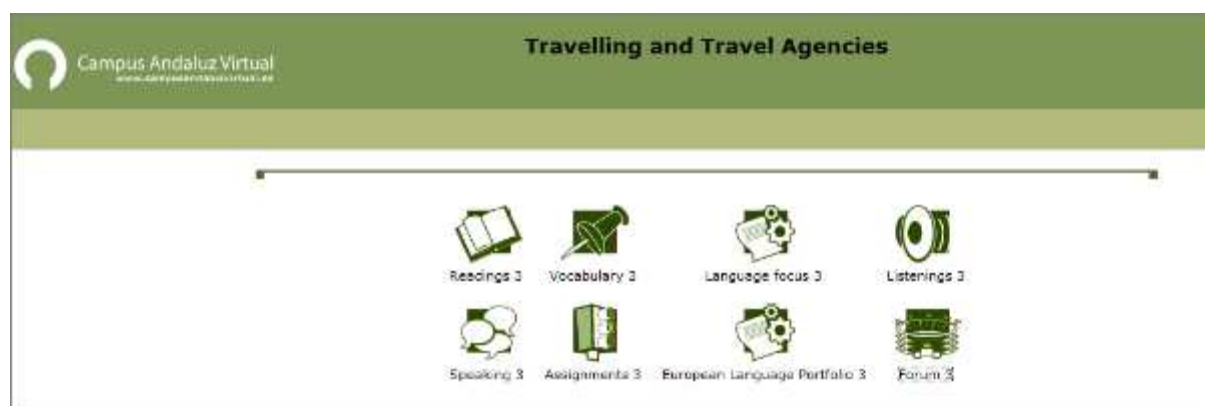 Travelling and Travel Agencies
Campus Andaluz Virtual
Readings 3
Vocabulary 3
Language focus 3
Listenings 3
Speaking 3
Assignments 3
European Language Portfolio 3
Forum 3